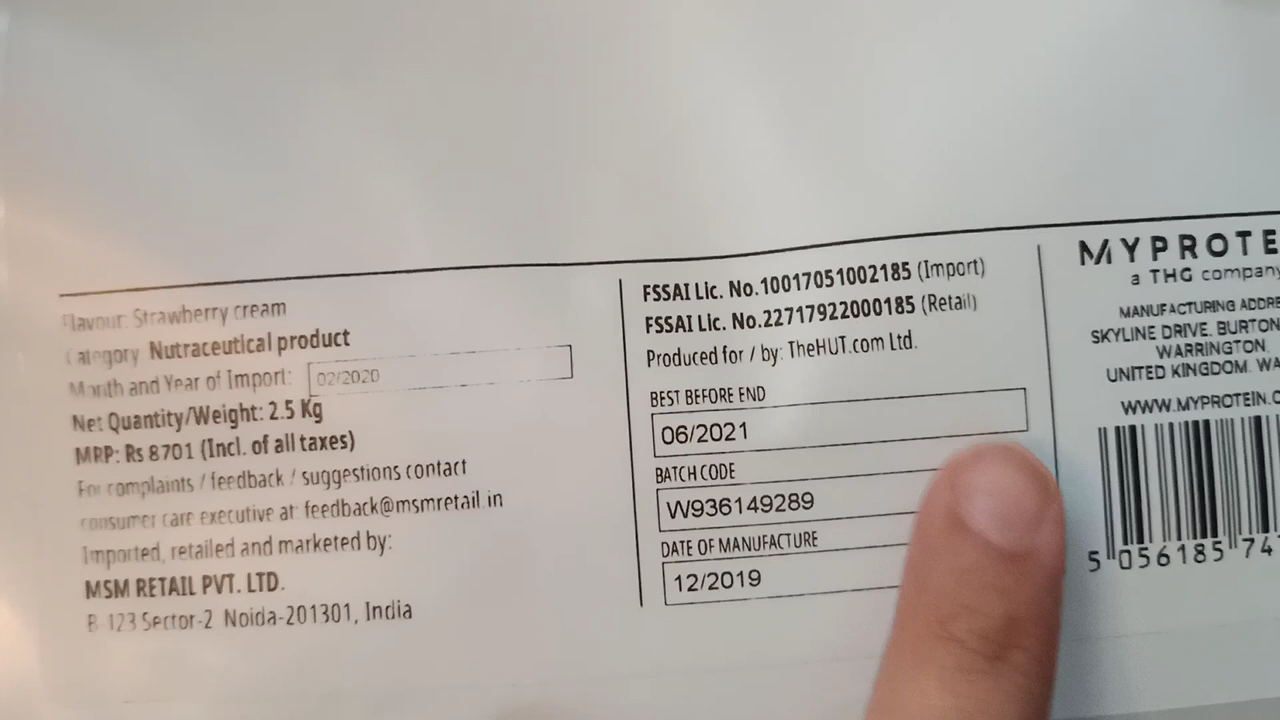 Flavour: Strawberry cream
Category Nutraceutical product
Month and Year of Import: 02/2020
Net Quantity/Weight: 2.5 Kg
MRP: Rs 8701 (Incl. of all taxes)
For complaints / feedback / suggestions contact
consumer care executive at: feedback@msmretail.in
Imported, retailed and marketed by:
MSM RETAIL PVT. LTD.
B-123 Sector-2 Noida-201301, India
FSSAI Lic. No.10017051002185 (Import)
FSSAI Lic. No.22717922000185 (Retail)
Produced for / by: TheHUT.com Ltd.
BEST BEFORE END
06/2021
BATCH CODE
W936149289
DATE OF MANUFACTURE
12/2019
MYPROTE
a THG company
MANUFACTURING ADDRE
SKYLINE DRIVE, BURTON
WARRINGTON,
UNITED KINGDOM, WA
WWW.MYPROTEIN.C
5 056185 74